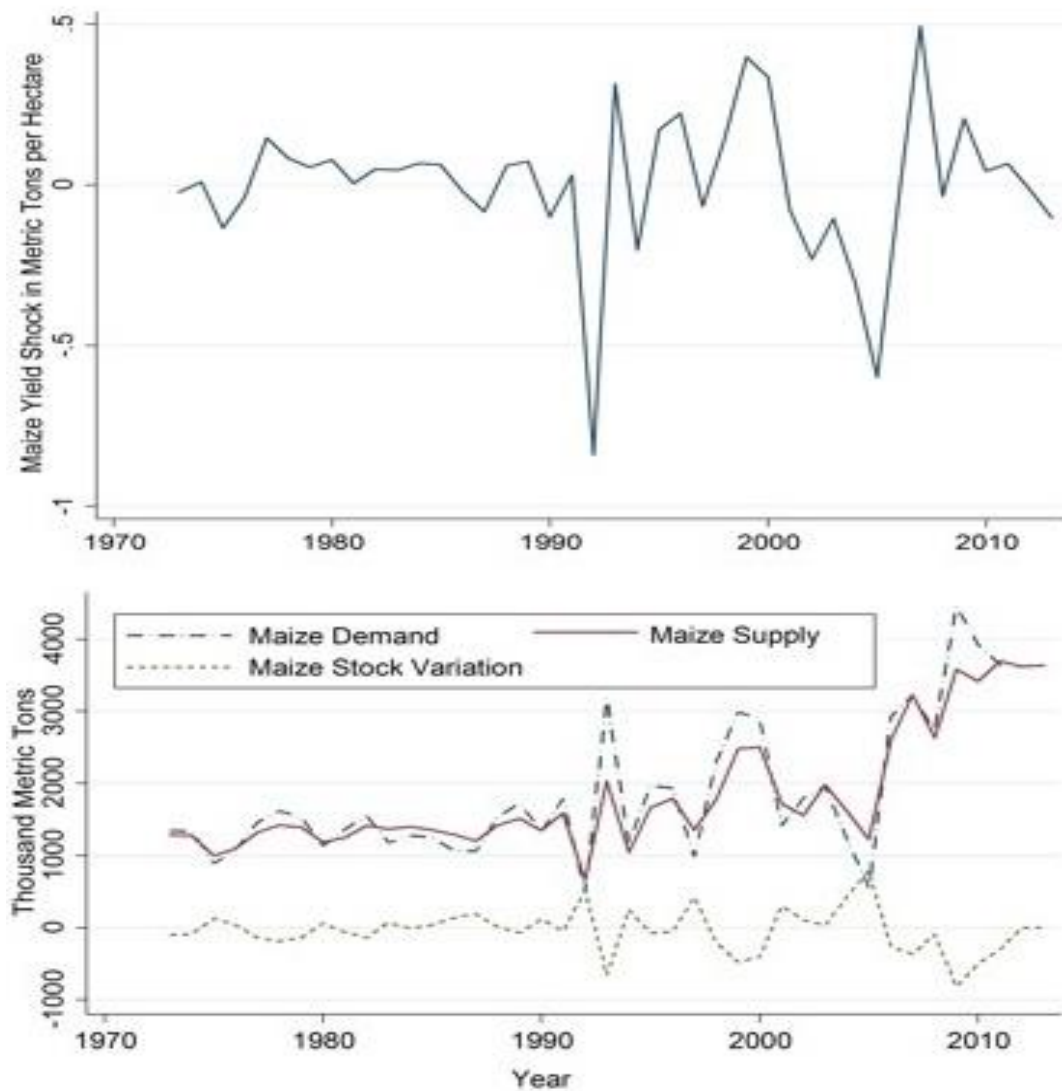 Maize Yield Shock in Metric Tons per Hectare
.5
0
-.5
-1
1970 1980 1990 2000 2010
Maize Demand Maize Supply
Maize Stock Variation
Thousand Metric Tons
4000
3000
2000
1000
0
-1000
1970 1980 1990 2000 2010
Year